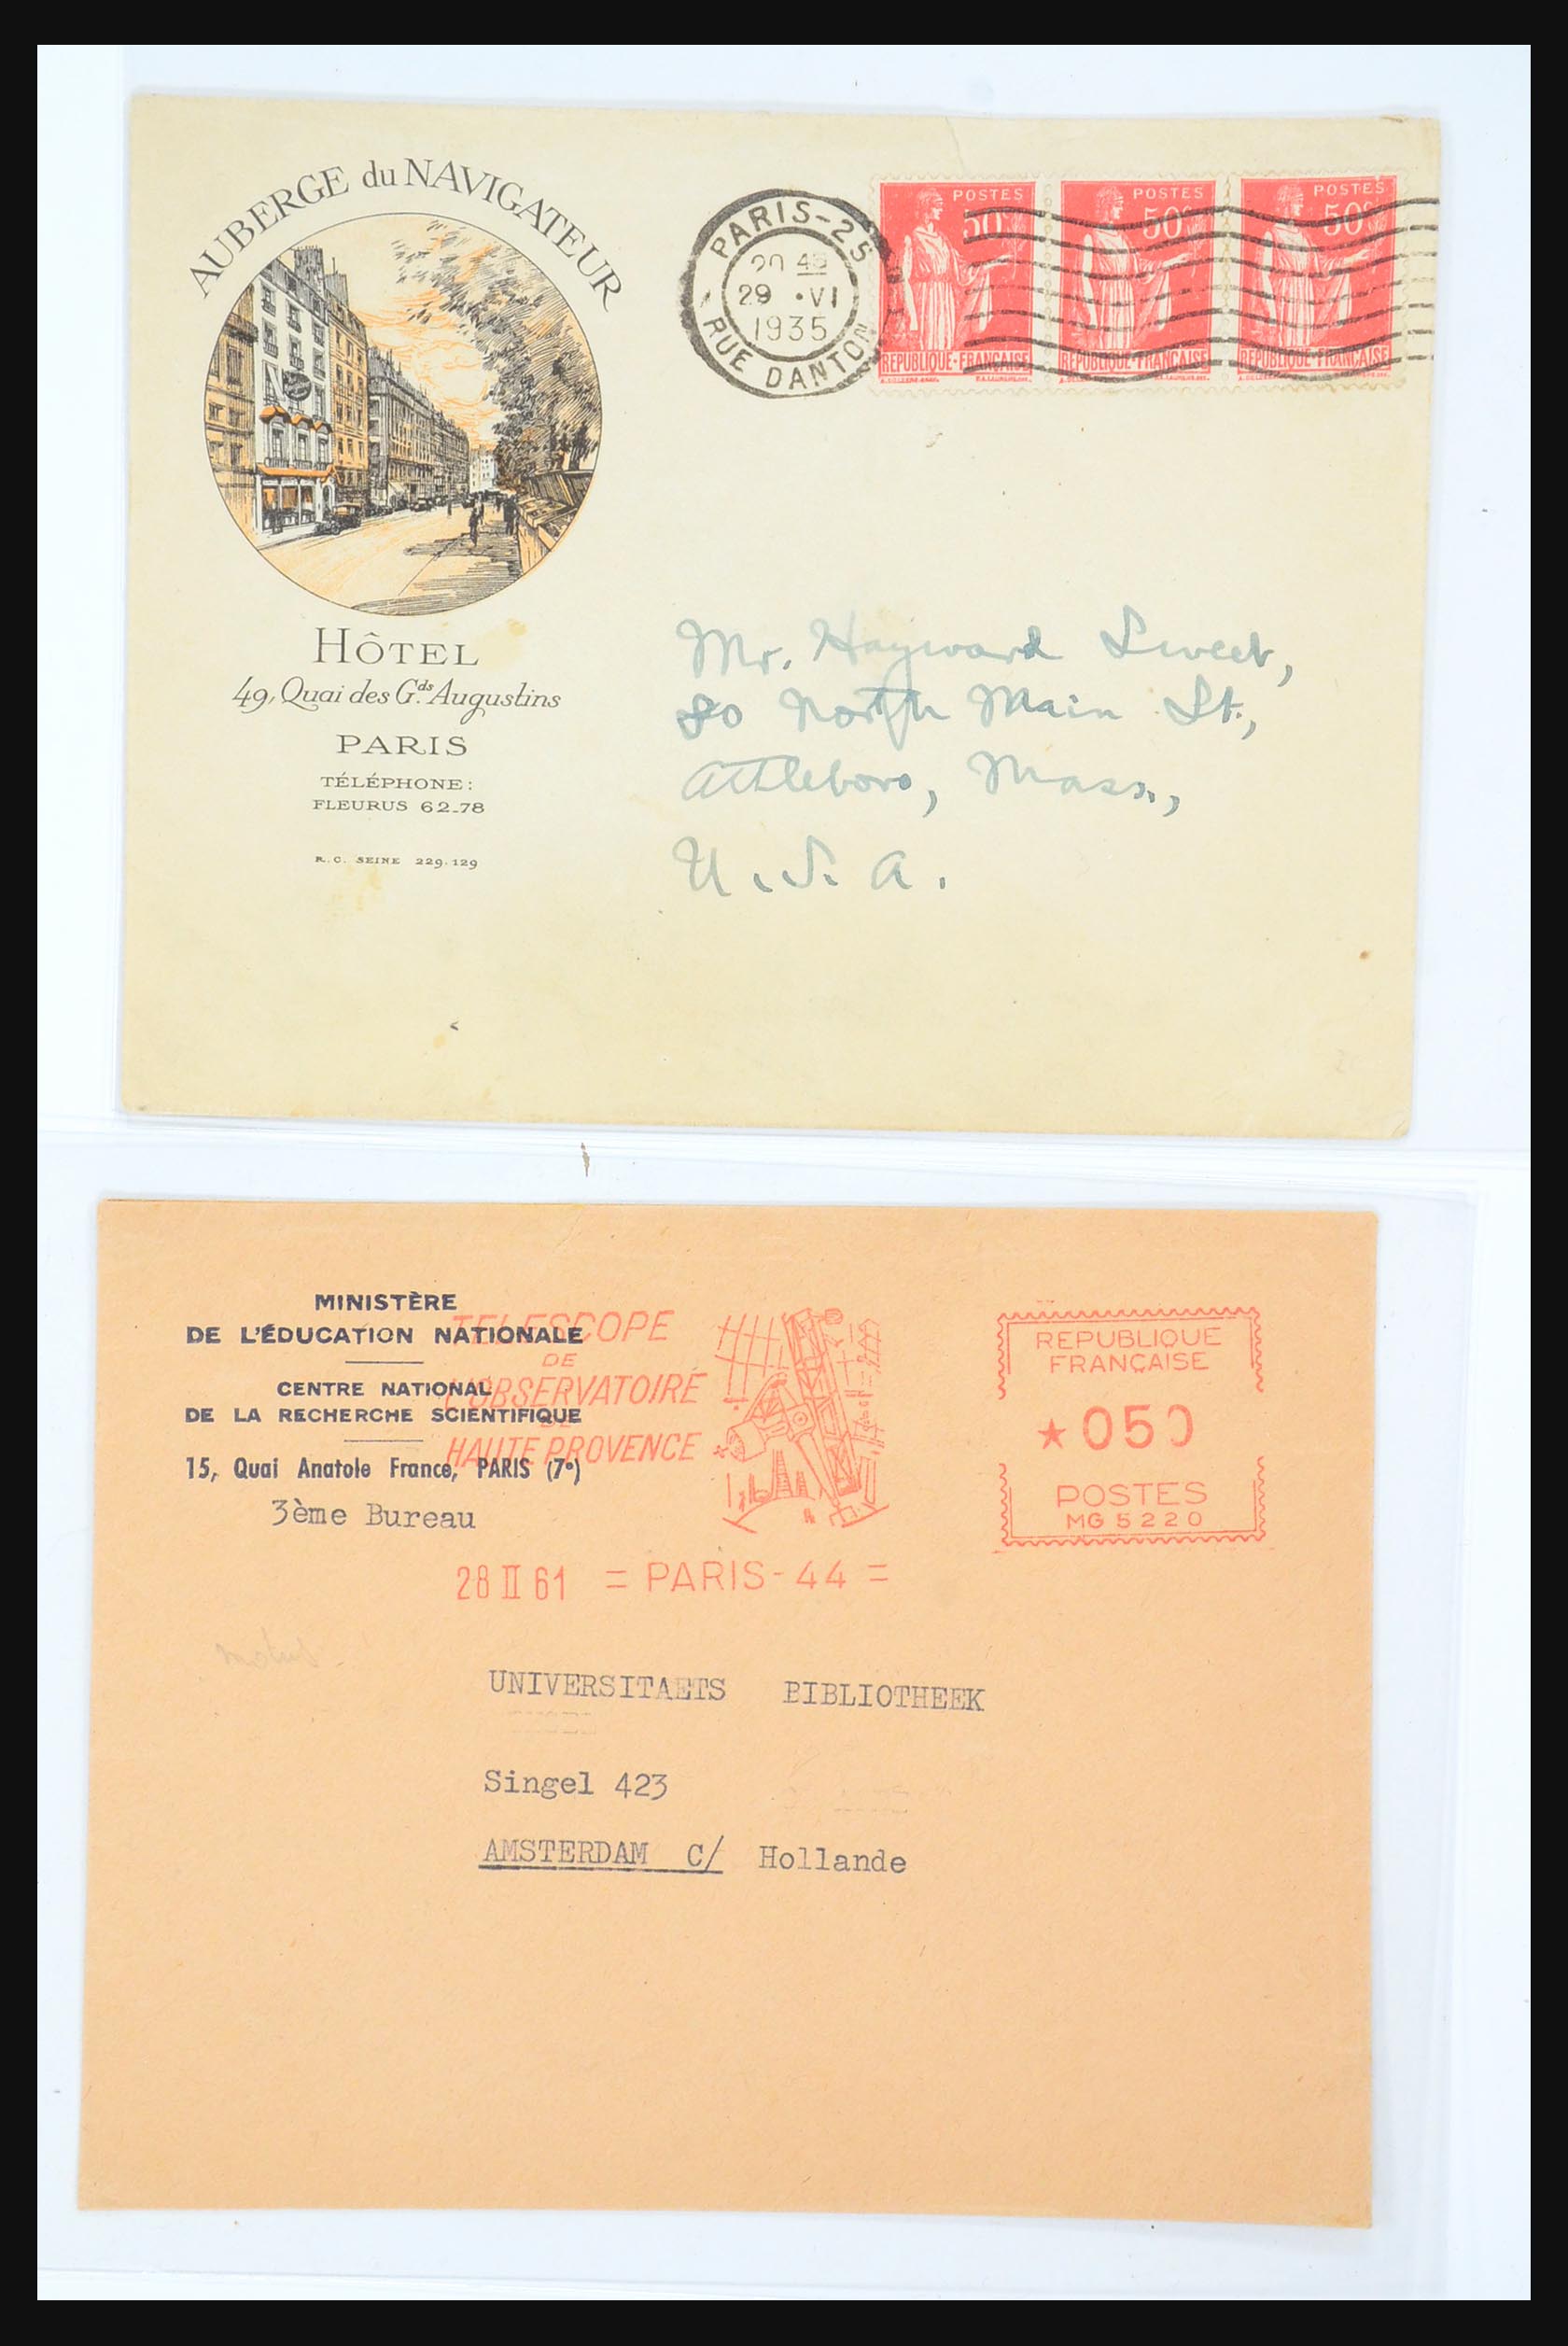 AUBERGE du NAVIGATEUR
HÔTEL
49, Quai des Gds. Augustins
PARIS
TÉLÉPHONE:
FLEURUS 62-78
R.C. SEINE 229.129
PARIS-25
20 45
29 •VI
1935
RUE DANTON
POSTES
50c
REPUBLIQUE-FRANÇAISE
POSTES
50c
REPUBLIQUE-FRANÇAISE
POSTES
50c
REPUBLIQUE-FRANÇAISE
Mr. Hayward Sweet,
80 North Main St.,
Attleboro, Mass.,
U.S.A.
MINISTÈRE
DE L'ÉDUCATION NATIONALE
CENTRE NATIONAL
DE LA RECHERCHE SCIENTIFIQUE
15, Quai Anatole France, PARIS (7e)
3ème Bureau
TELESCOPE
DE
L'OBSERVATOIRE
DE
HAUTE PROVENCE
REPUBLIQUE
FRANÇAISE
★050
POSTES
MG 5220
28 II 61 = PARIS-44 =
UNIVERSITAETS BIBLIOTHEEK
Singel 423
AMSTERDAM C/ Hollande